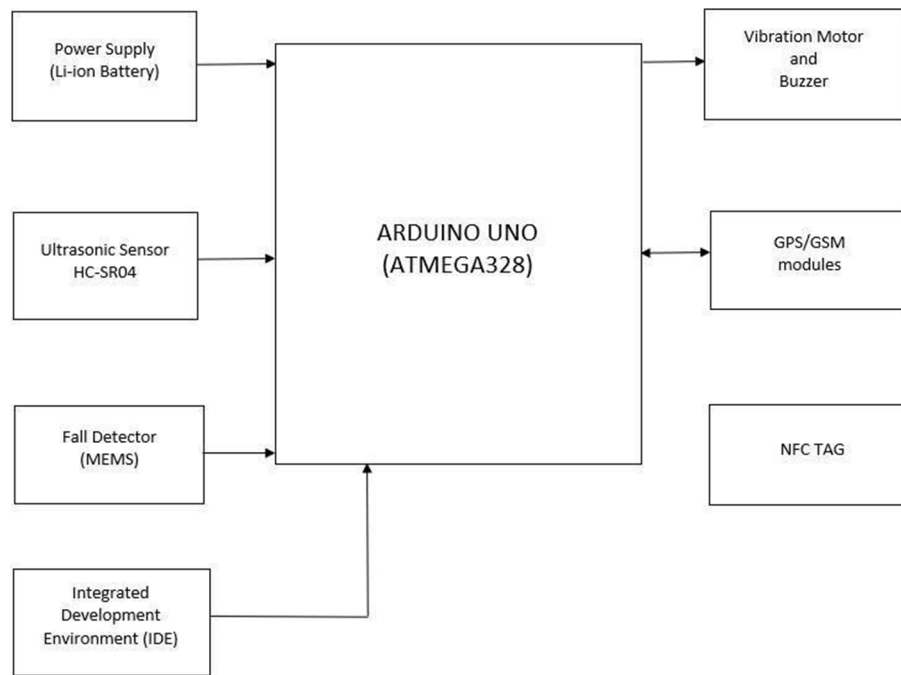 Power Supply
(Li-ion Battery)
Ultrasonic Sensor
HC-SR04
Fall Detector
(MEMS)
Integrated
Development
Environment (IDE)
ARDUINO UNO
(ATMEGA328)
Vibration Motor
and
Buzzer
GPS/GSM
modules
NFC TAG